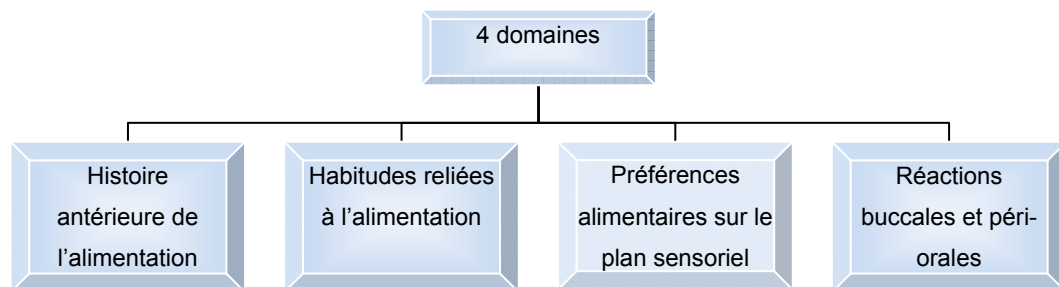 4 domaines
Histoire
antérieure de
l’alimentation
Habitudes reliées
à l’alimentation
Préférences
alimentaires sur le
plan sensoriel
Réactions
buccales et péri-
orales